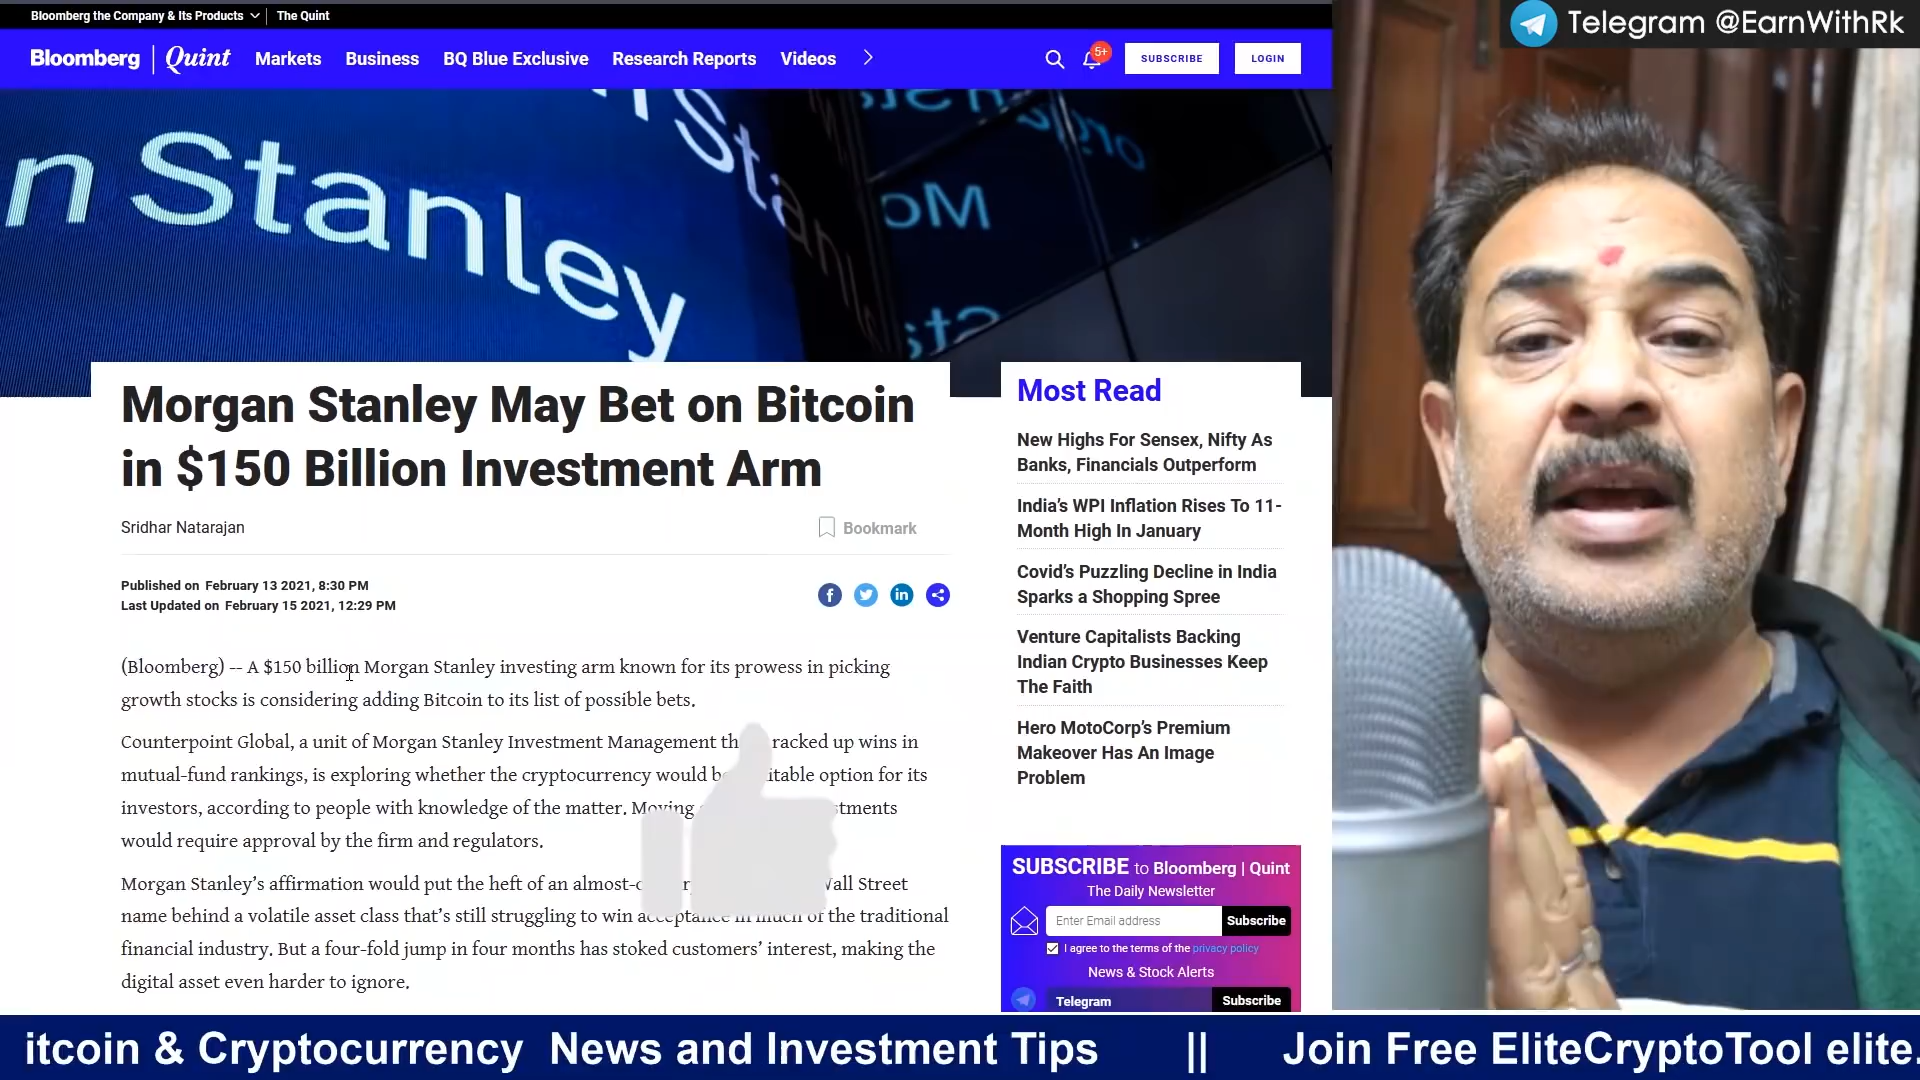 Bloomberg the Company & Its Products
The Quint
Telegram @EarnWithRk
Bloomberg | Quint
Markets
Business
BQ Blue Exclusive
Research Reports
Videos
5+
SUBSCRIBE
LOGIN
n Stanley
Morgan Stanley May Bet on Bitcoin
in $150 Billion Investment Arm
Sridhar Natarajan
Bookmark
Published on February 13 2021, 8:30 PM
Last Updated on February 15 2021, 12:29 PM
(Bloomberg) -- A $150 billion Morgan Stanley investing arm known for its prowess in picking
growth stocks is considering adding Bitcoin to its list of possible bets.
Counterpoint Global, a unit of Morgan Stanley Investment Management th racked up wins in
mutual-fund rankings, is exploring whether the cryptocurrency would be itable option for its
investors, according to people with knowledge of the matter. Moving stments
would require approval by the firm and regulators.
Morgan Stanley's affirmation would put the heft of an almost- Wall Street
name behind a volatile asset class that's still struggling to win acceptance in much of the traditional
financial industry. But a four-fold jump in four months has stoked customers' interest, making the
digital asset even harder to ignore.
Most Read
New Highs For Sensex, Nifty As
Banks, Financials Outperform
India's WPI Inflation Rises To 11-
Month High In January
Covid's Puzzling Decline in India
Sparks a Shopping Spree
Venture Capitalists Backing
Indian Crypto Businesses Keep
The Faith
Hero MotoCorp's Premium
Makeover Has An Image
Problem
SUBSCRIBE to Bloomberg | Quint
The Daily Newsletter
Enter Email address
Subscribe
I agree to the terms of the privacy policy
News & Stock Alerts
Telegram
Subscribe
itcoin & Cryptocurrency News and Investment Tips || Join Free EliteCryptoTool elite.